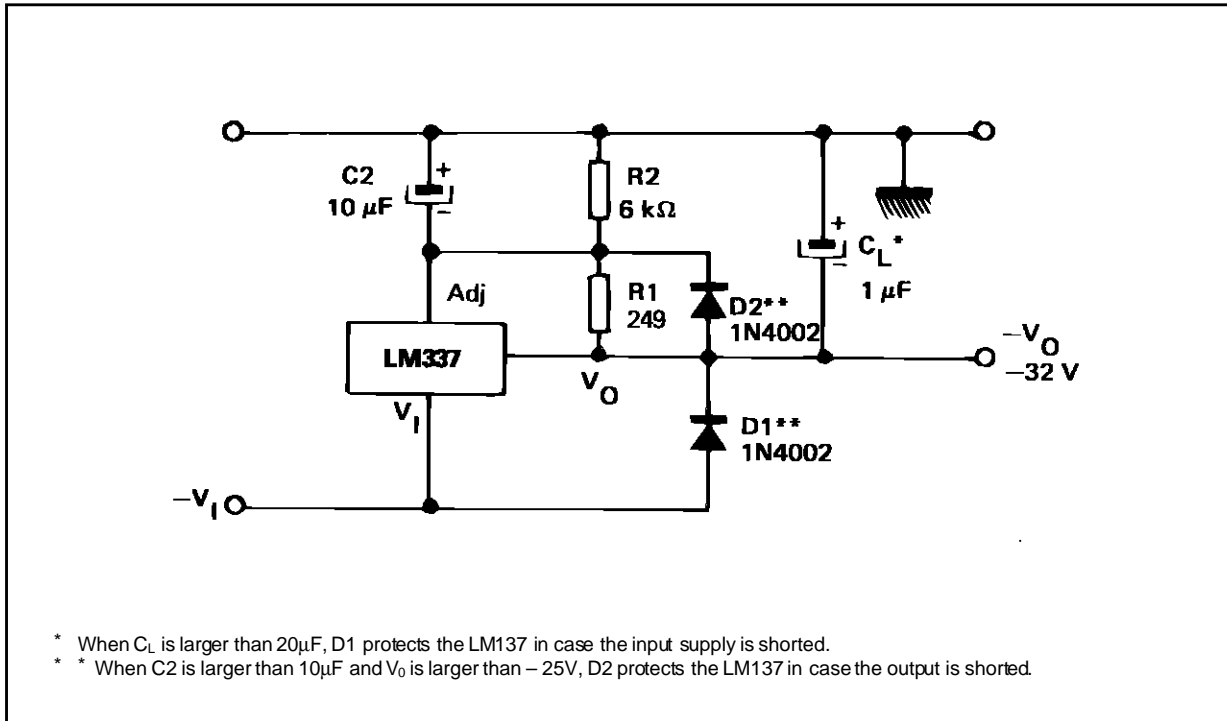 C2
10 μF
+
−
R2
6 kΩ
+
−
C_L*
1 μF
Adj
R1
249
D2**
1N4002
LM337
V_O
−V_O
−32 V
V_I
D1**
1N4002
−V_I
* When C_L is larger than 20μF, D1 protects the LM137 in case the input supply is shorted.
* * When C2 is larger than 10μF and V_0 is larger than – 25V, D2 protects the LM137 in case the output is shorted.